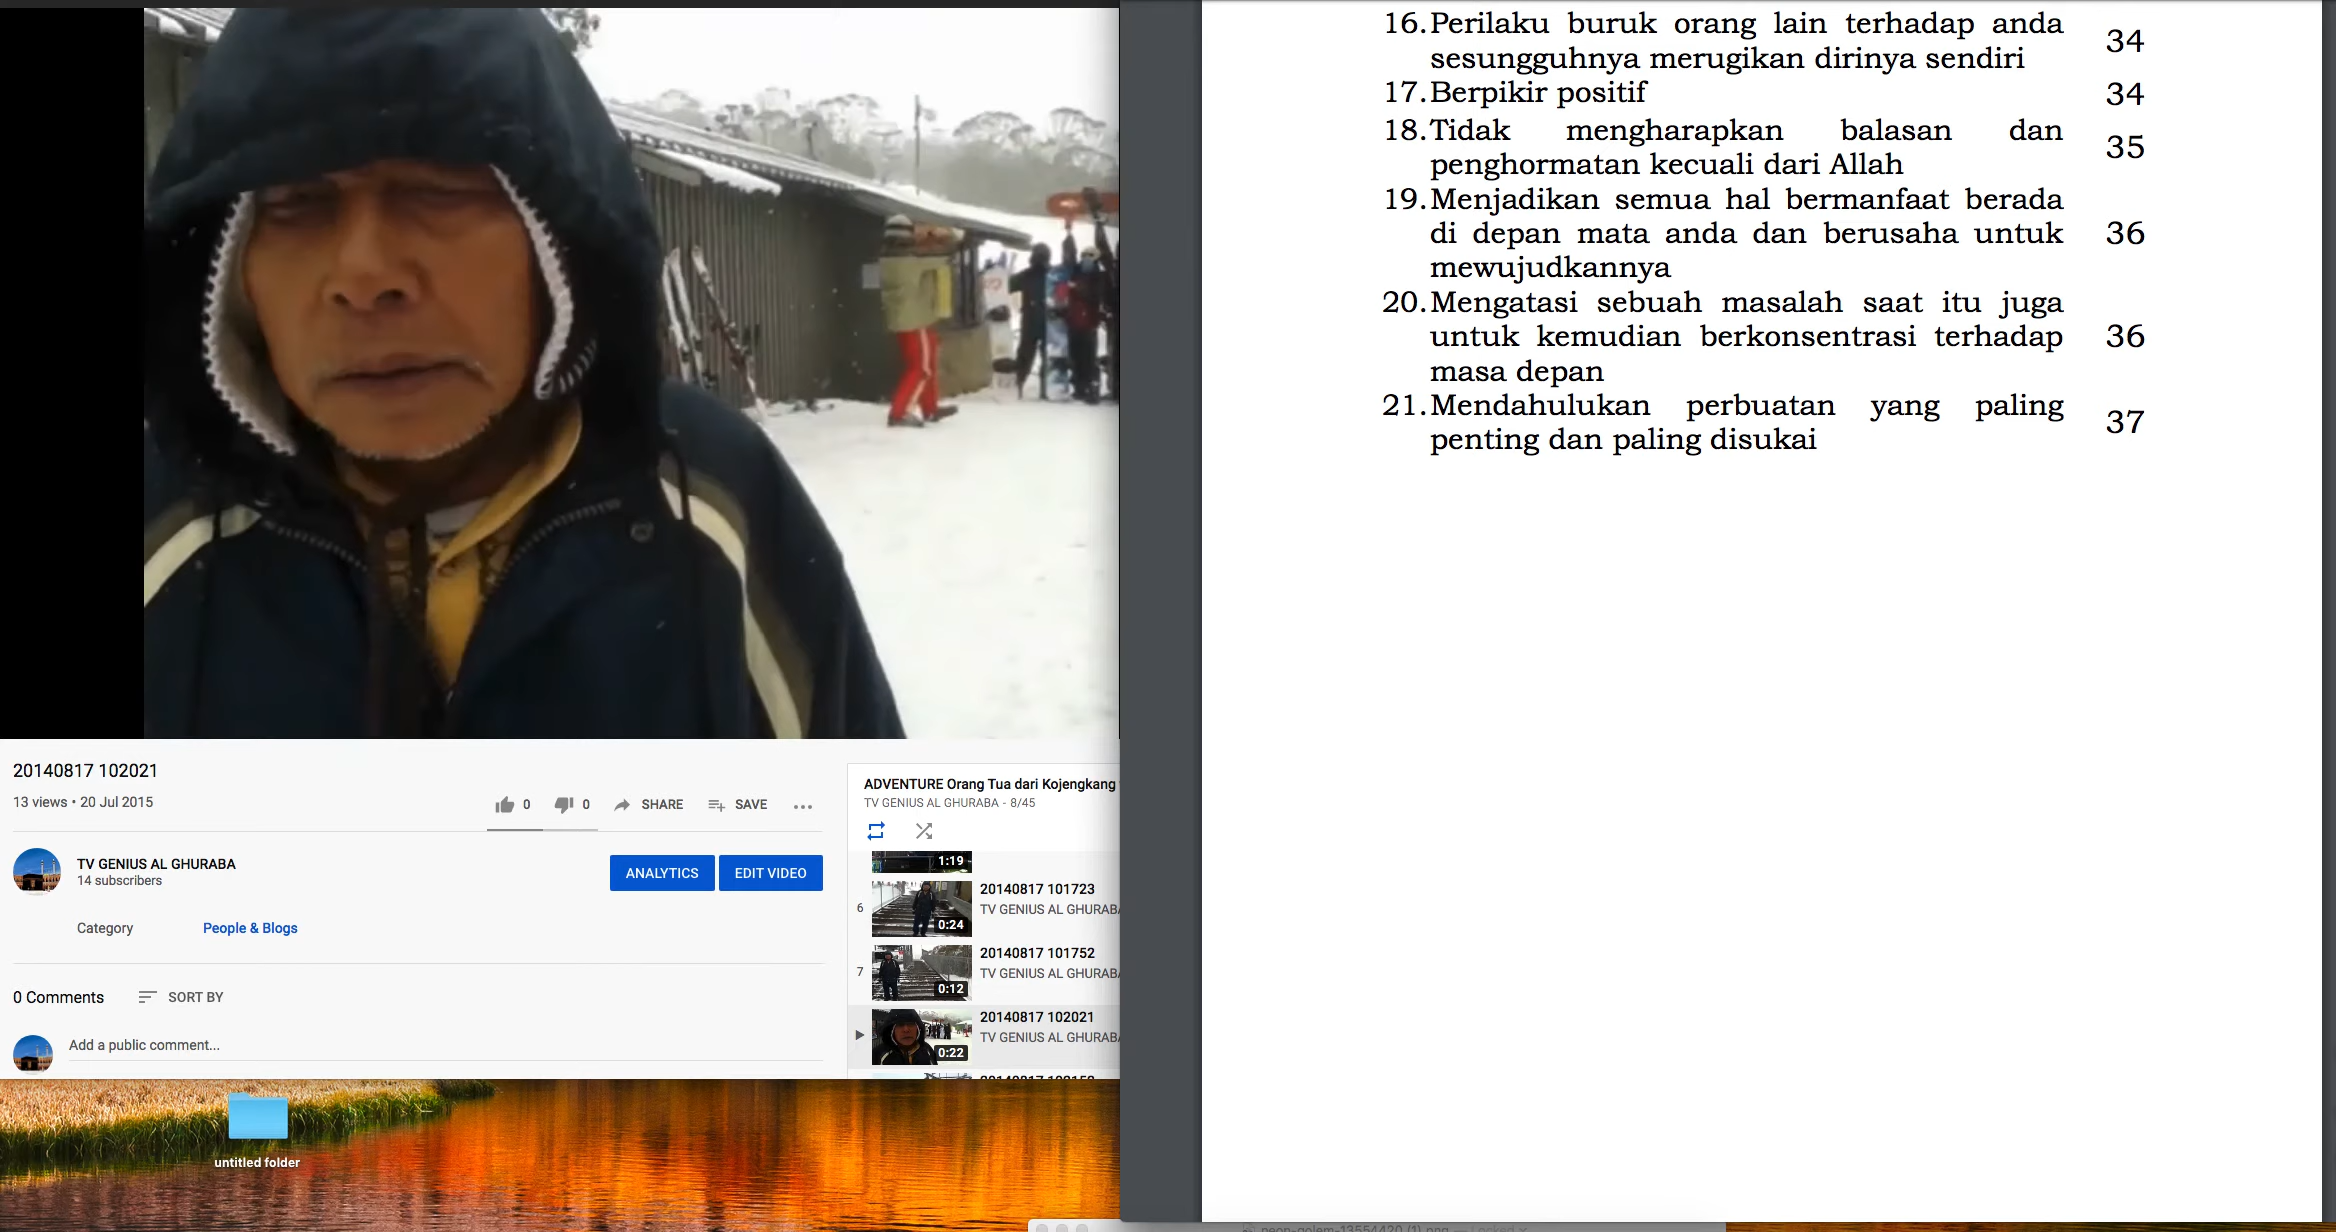 16. Perilaku buruk orang lain terhadap anda
sesungguhnya merugikan dirinya sendiri 34
17. Berpikir positif 34
18. Tidak mengharapkan balasan dan
penghormatan kecuali dari Allah 35
19. Menjadikan semua hal bermanfaat berada
di depan mata anda dan berusaha untuk 36
mewujudkannya
20. Mengatasi sebuah masalah saat itu juga
untuk kemudian berkonsentrasi terhadap 36
masa depan
21. Mendahulukan perbuatan yang paling
penting dan paling disukai 37
20140817 102021
13 views • 20 Jul 2015
0 0 SHARE SAVE
TV GENIUS AL GHURABA
14 subscribers
ANALYTICS EDIT VIDEO
Category People & Blogs
0 Comments SORT BY
Add a public comment...
ADVENTURE Orang Tua dari Kojengkang
TV GENIUS AL GHURABA - 8/45
1:19
6
20140817 101723
TV GENIUS AL GHURABA
0:24
7
20140817 101752
TV GENIUS AL GHURABA
0:12
20140817 102021
TV GENIUS AL GHURABA
0:22
untitled folder